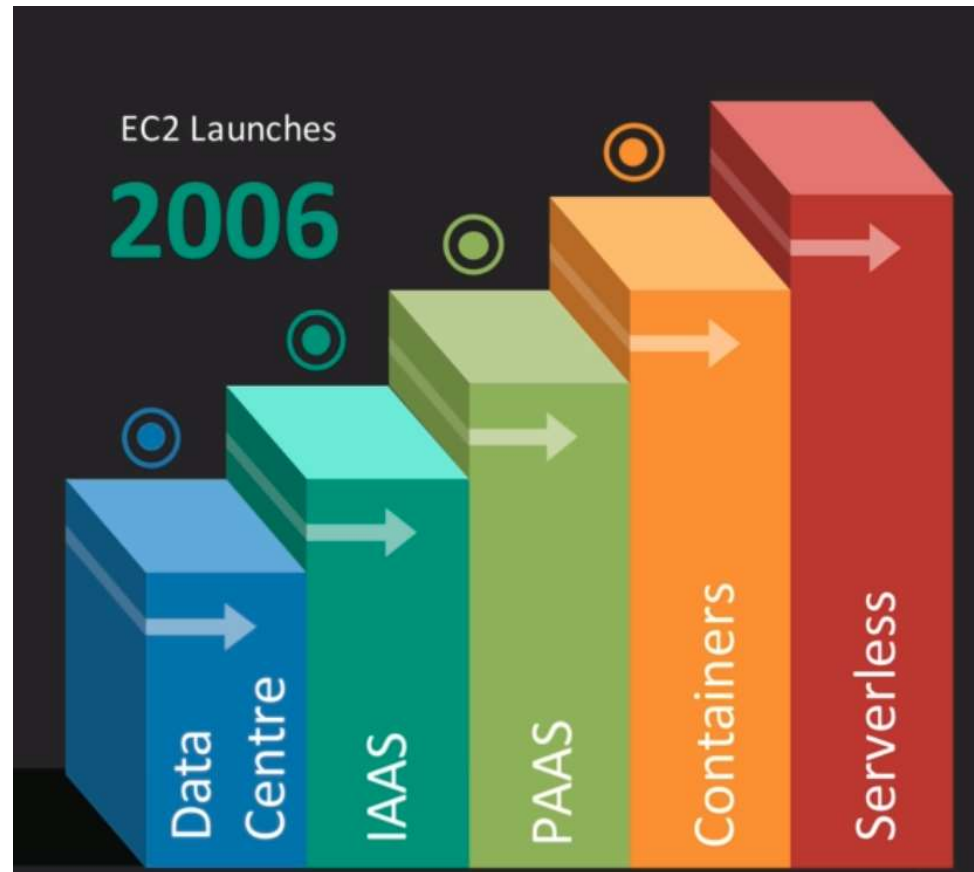 EC2 Launches
2006
Data
Centre
IAAS
PAAS
Containers
Serverless